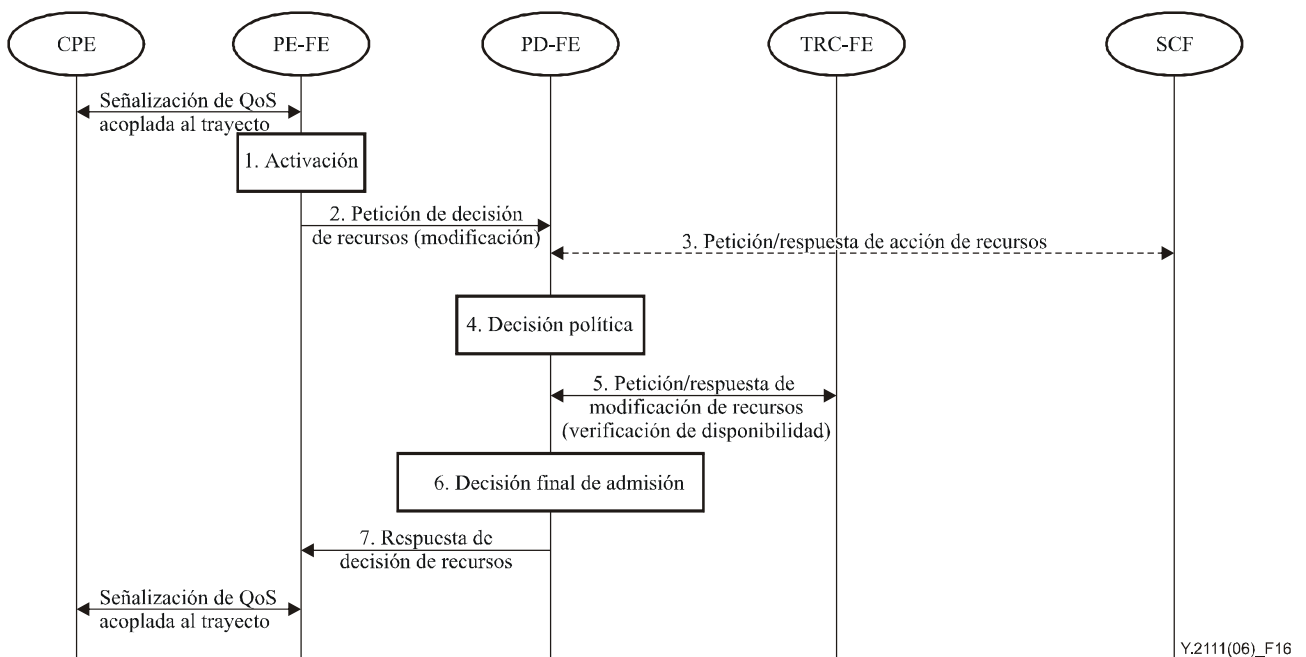 CPE
PE-FE
PD-FE
TRC-FE
SCF
Señalización de QoS
acoplada al trayecto
1. Activación
2. Petición de decisión
de recursos (modificación)
3. Petición/respuesta de acción de recursos
4. Decisión política
5. Petición/respuesta de
modificación de recursos
(verificación de disponibilidad)
6. Decisión final de admisión
7. Respuesta de
decisión de recursos
Señalización de QoS
acoplada al trayecto
Y.2111(06)_F16